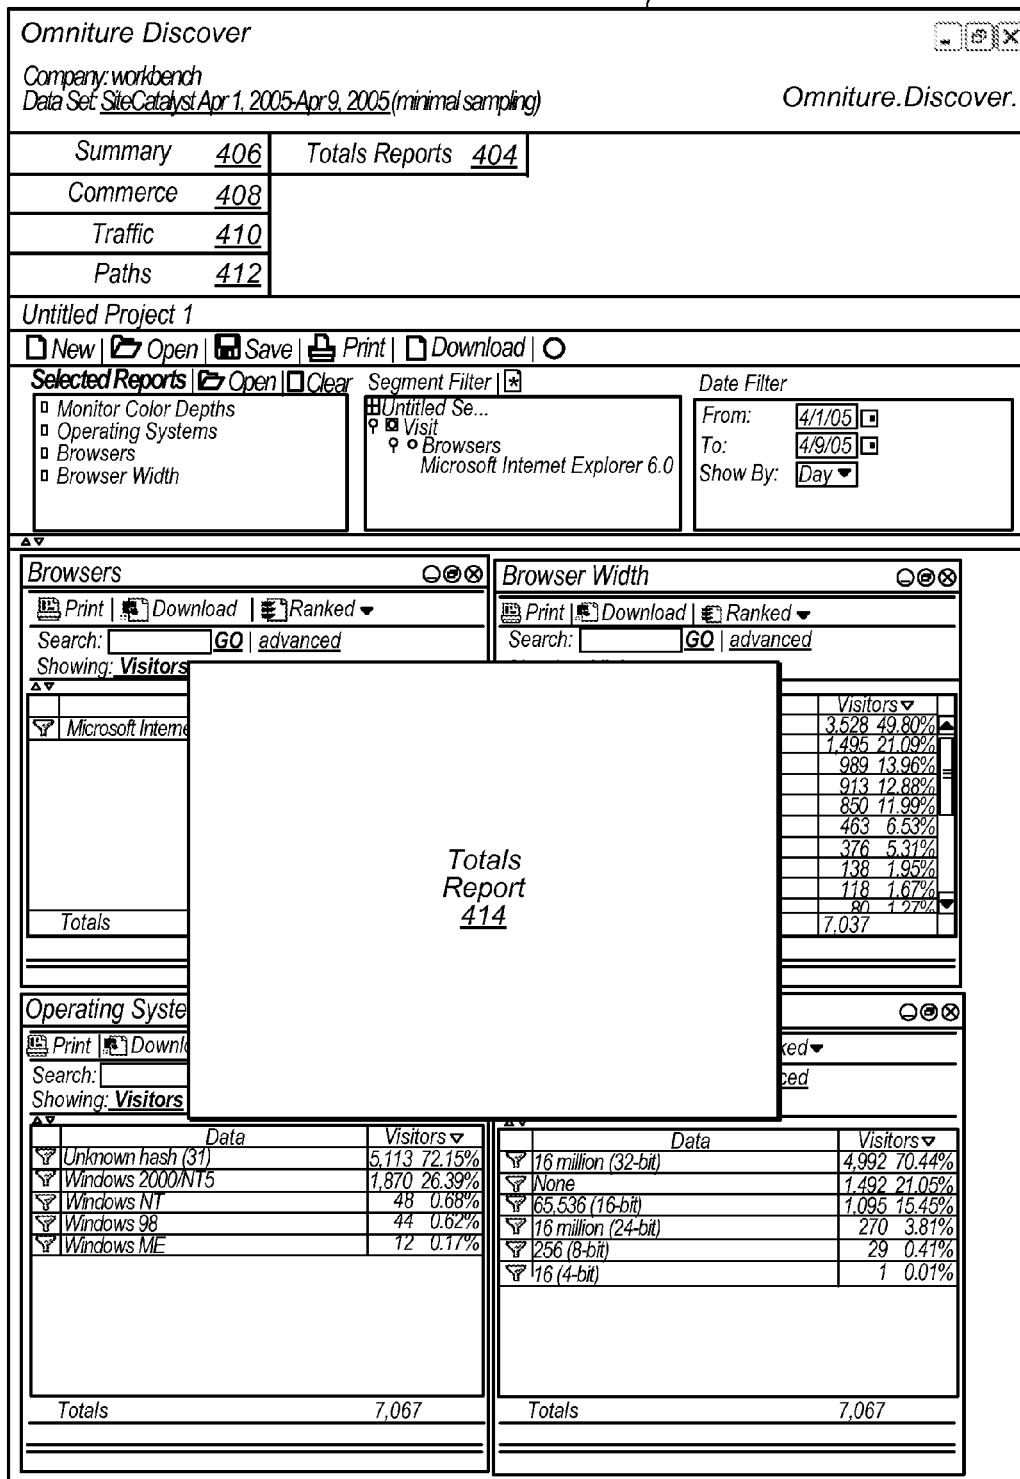 Omniture Discover
Company: workbench
Data Set: SiteCatalyst Apr 1, 2005-Apr 9, 2005 (minimal sampling)
Omniture.Discover.
Summary 406
Totals Reports 404
Commerce 408
Traffic 410
Paths 412
Untitled Project 1
New | Open | Save | Print | Download |
Selected Reports | Open | Clear
Monitor Color Depths
Operating Systems
Browsers
Browser Width
Segment Filter |
Untitled Se...
Visit
Browsers
Microsoft Internet Explorer 6.0
Date Filter
From: 4/1/05
To: 4/9/05
Show By: Day
Browsers
Print | Download | Ranked
Search: GO | advanced
Showing: Visitors
Microsoft Interne
Totals
Browser Width
Print | Download | Ranked
Search: GO | advanced
Visitors
3,528 49.80%
1,495 21.09%
989 13.96%
913 12.88%
850 11.99%
463 6.53%
376 5.31%
138 1.95%
118 1.67%
80 1.27%
7,037
Totals
Report
414
Operating Syste
Print | Downlo
Search:
Showing: Visitors
Data Visitors
Unknown hash (31) 5,113 72.15%
Windows 2000/NT5 1,870 26.39%
Windows NT 48 0.68%
Windows 98 44 0.62%
Windows ME 12 0.17%
Totals 7,067
ked
ced
Data Visitors
16 million (32-bit) 4,992 70.44%
None 1,492 21.05%
65,536 (16-bit) 1,095 15.45%
16 million (24-bit) 270 3.81%
256 (8-bit) 29 0.41%
16 (4-bit) 1 0.01%
Totals 7,067